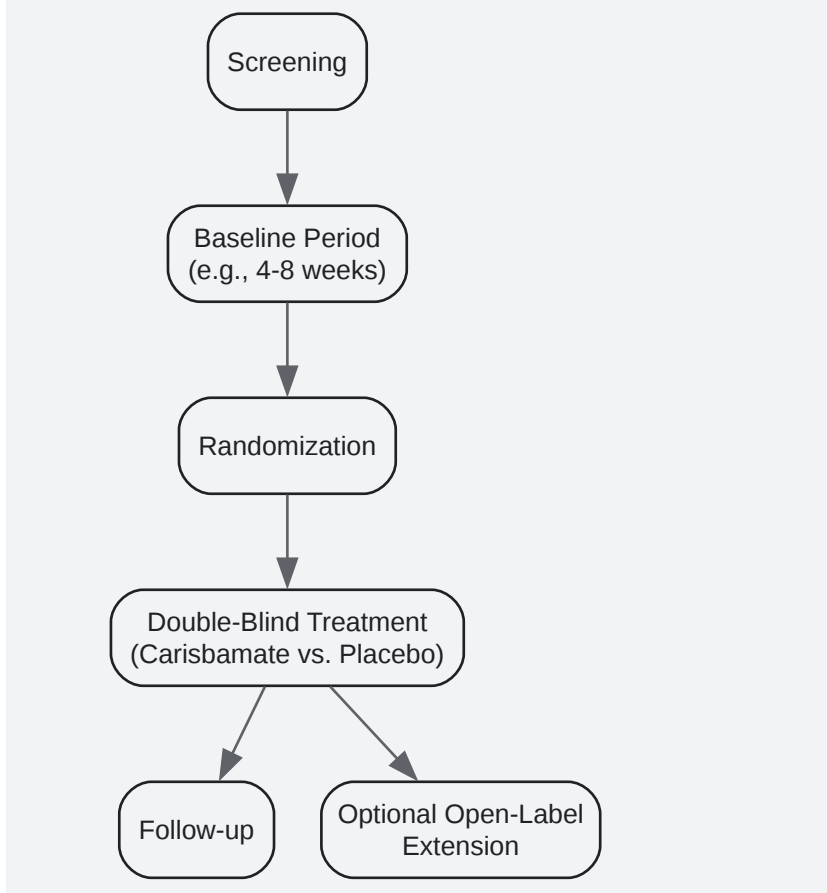 Screening
Baseline Period
(e.g., 4-8 weeks)
Randomization
Double-Blind Treatment
(Carisbamate vs. Placebo)
Follow-up
Optional Open-Label
Extension